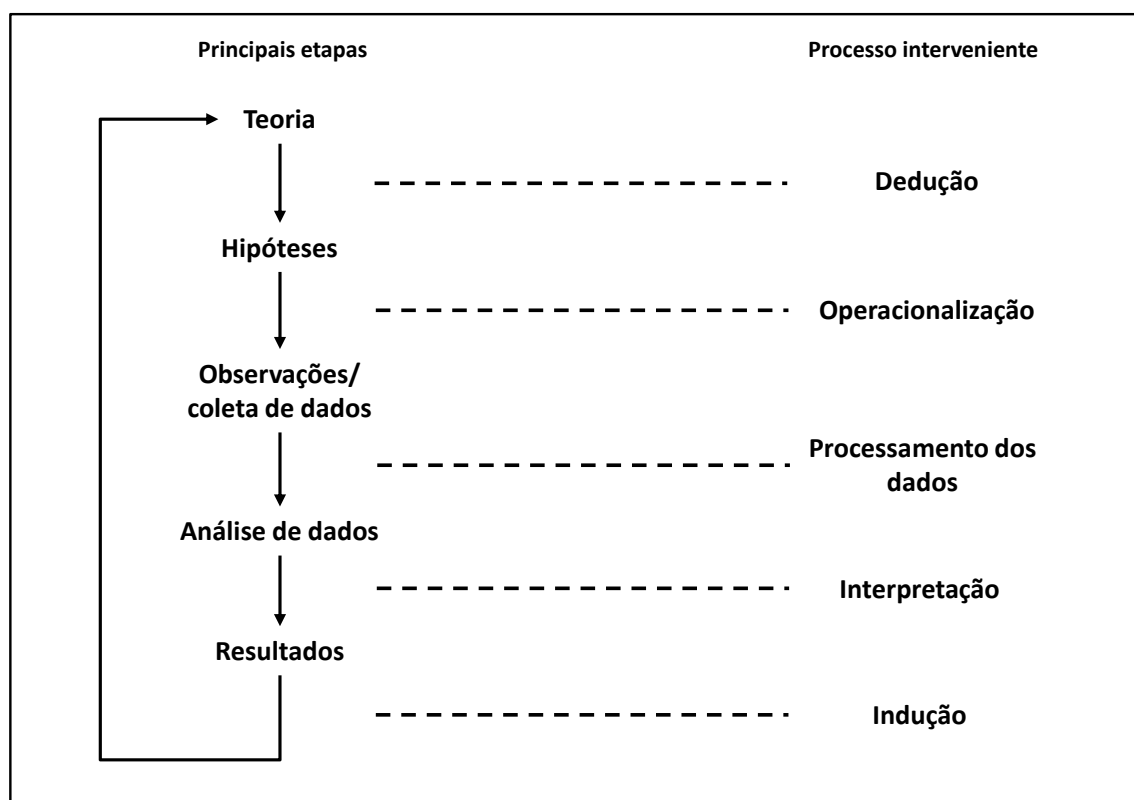 Principais etapas
Processo interveniente
Teoria
Dedução
Hipóteses
Operacionalização
Observações/
coleta de dados
Processamento dos
dados
Análise de dados
Interpretação
Resultados
Indução